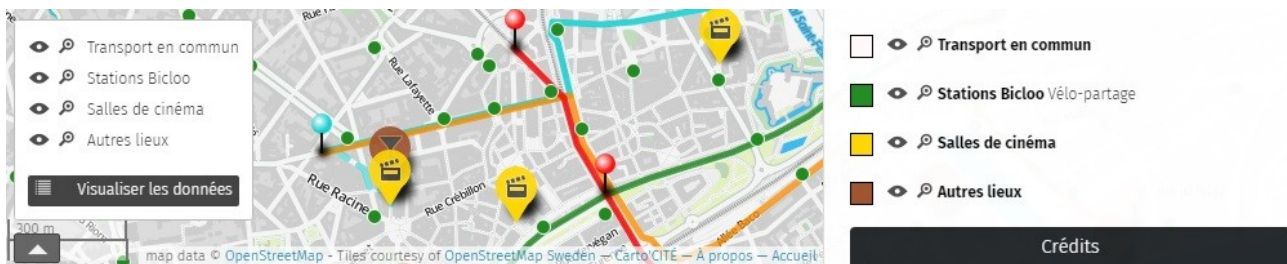 Transport en commun
Stations Bicloo
Salles de cinéma
Autres lieux
Visualiser les données
300 m
Rue Lafayette
Rue Racine
Rue Crébillon
Allée Baco
map data © OpenStreetMap - Tiles courtesy of OpenStreetMap Sweden — Carto'CITÉ — À propos — Accueil
Transport en commun
Stations Bicloo Vélo-partage
Salles de cinéma
Autres lieux
Crédits